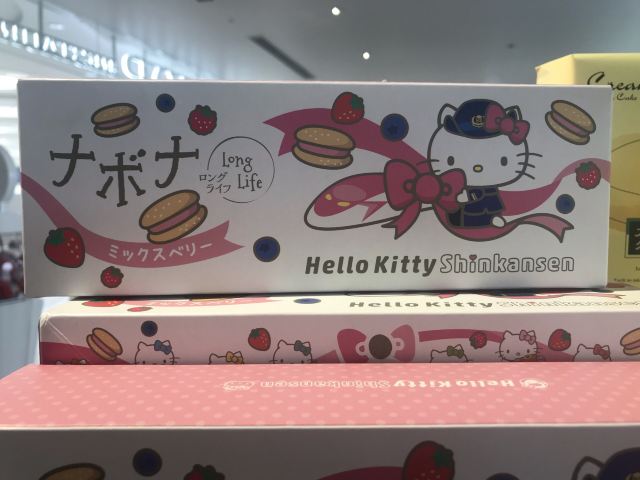 ナボナ
ロング
ライフ
Long
Life
ミックスベリー
Hello Kitty Shinkansen
Hello Kitty Shinkansen
Hello Kitty Shinkansen